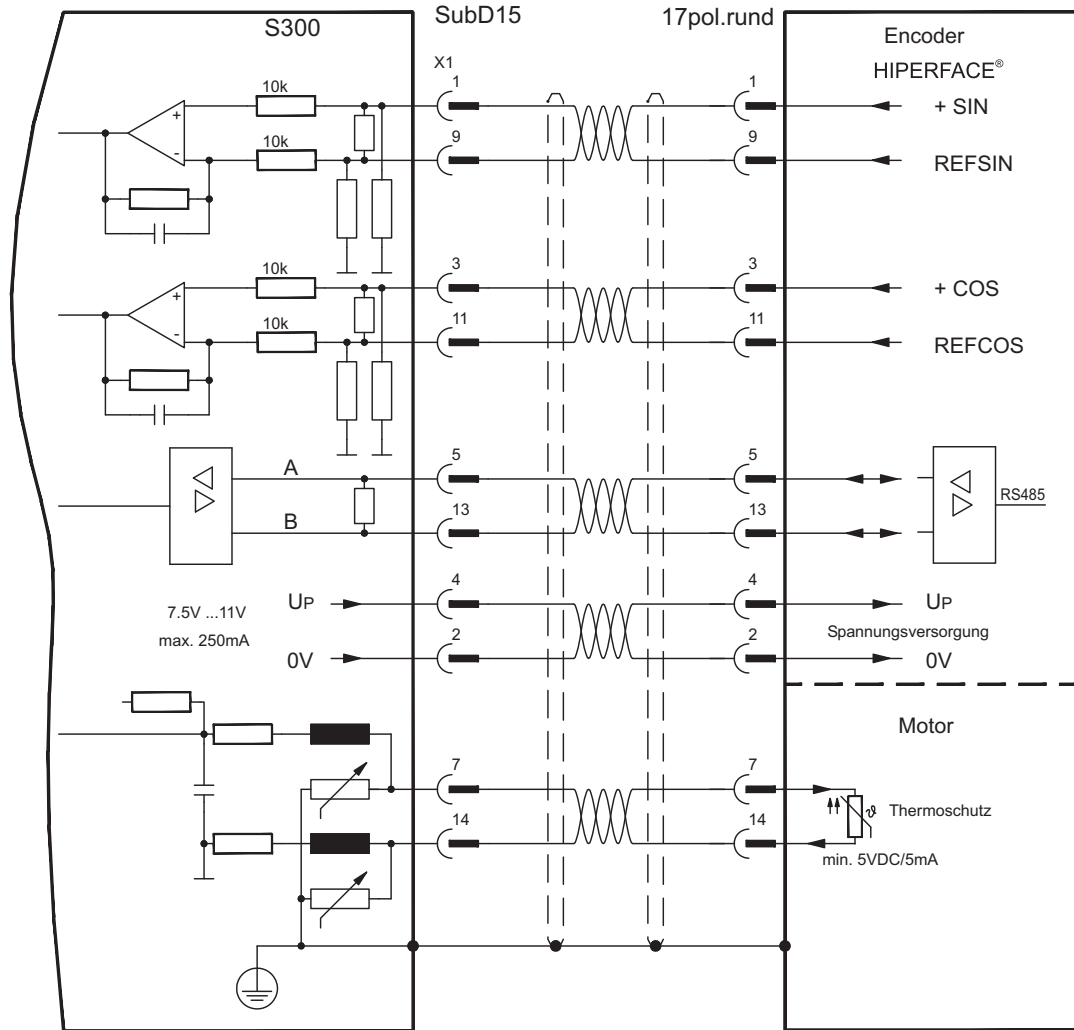 S300
SubD15
17pol.rund
Encoder
HIPERFACE®
X1
10k
+
-
10k
1
9
1
9
+ SIN
REFSIN
10k
+
-
10k
3
11
3
11
+ COS
REFCOS
A
B
5
13
5
13
RS485
7.5V ...11V
max. 250mA
UP
0V
4
2
4
2
UP
Spannungsversorgung
0V
Motor
7
14
7
14
ϑ
Thermoschutz
min. 5VDC/5mA